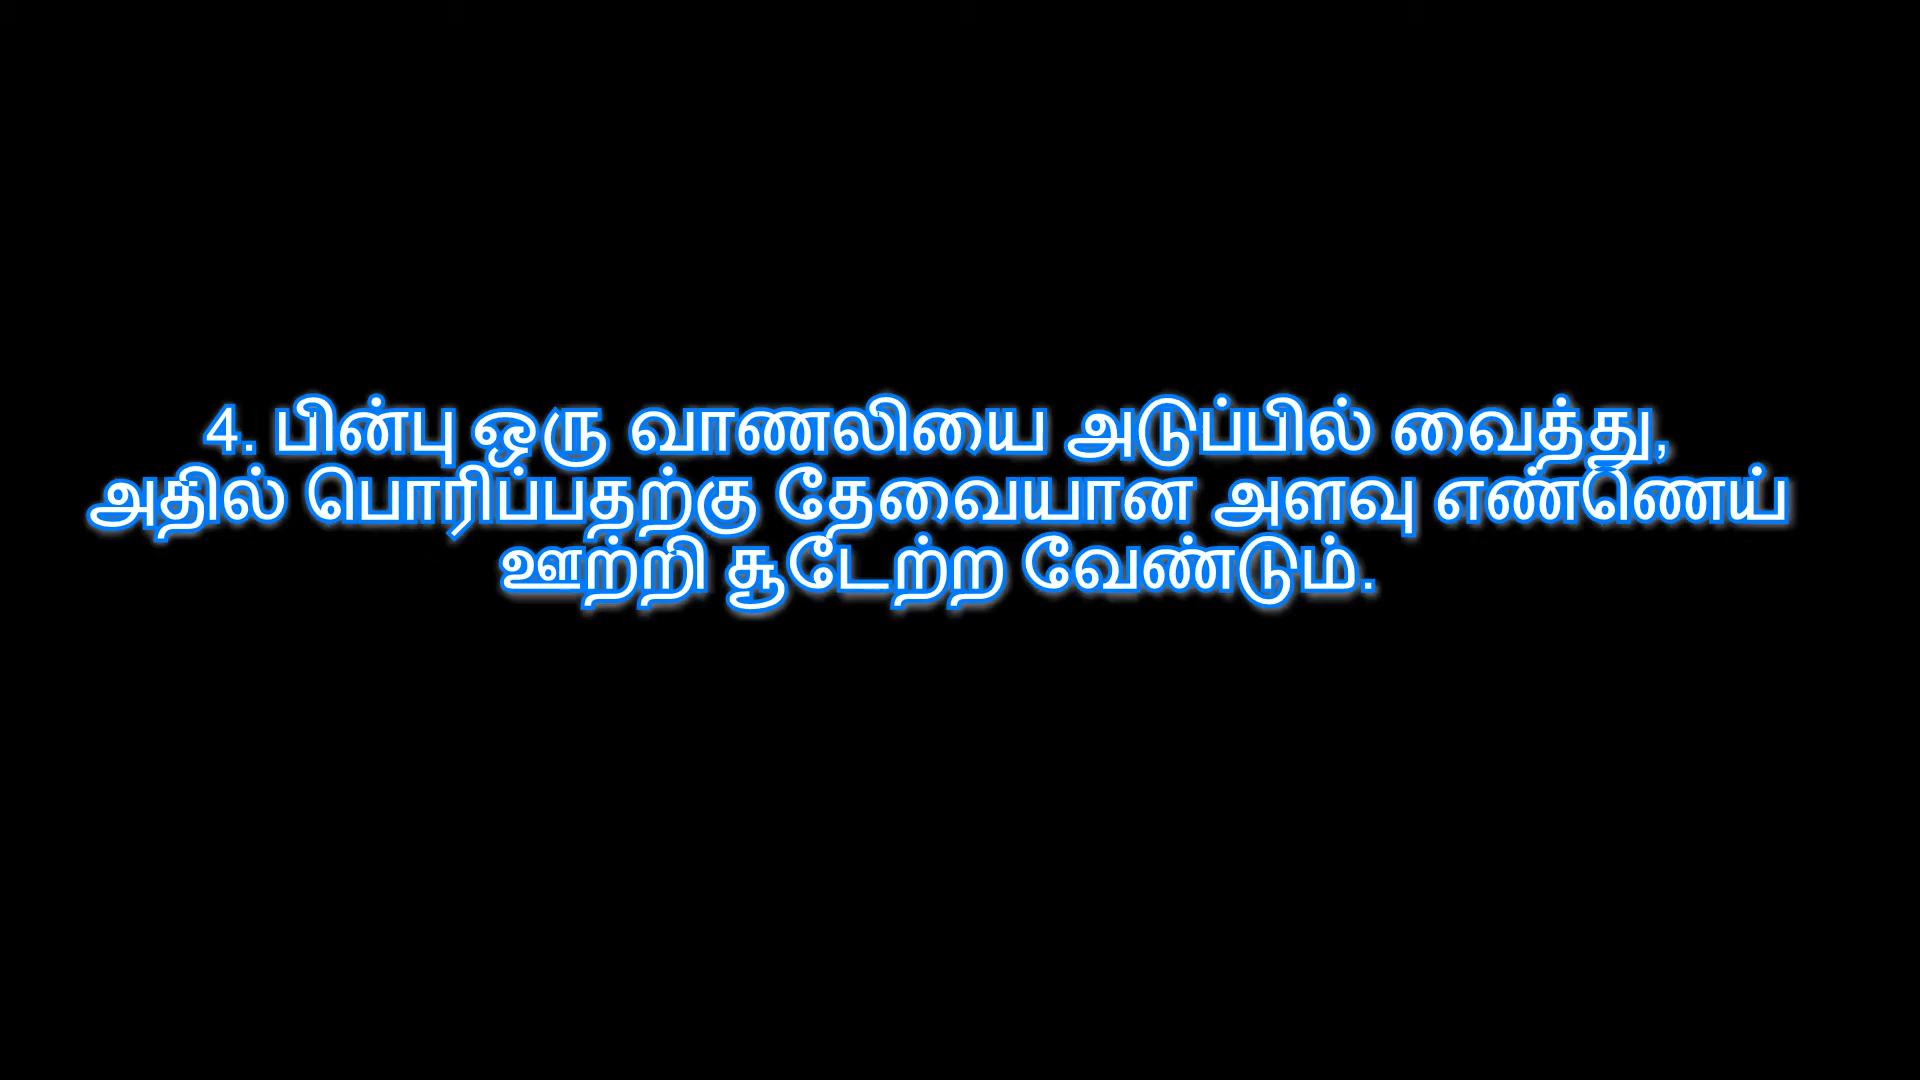 4. பின்பு ஒரு வாணலியை அடுப்பில் வைத்து,
அதில் பொரிப்பதற்கு தேவையான அளவு எண்ணெய்
ஊற்றி சூடேற்ற வேண்டும்.